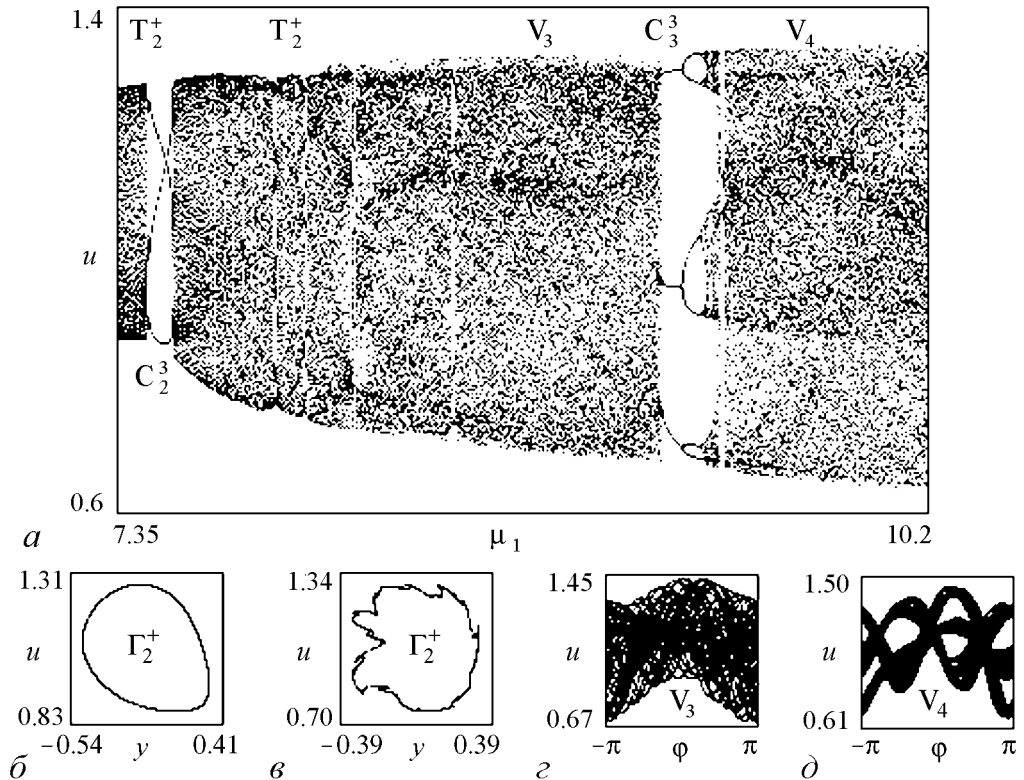 1.4
T₂⁺ T₂⁺ V₃ C₃³ V₄
u
C₂³
0.6
7.35 μ₁ 10.2
а
1.31 1.34 1.45 1.50
Γ₂⁺ Γ₂⁺
u u u u
V₃ V₄
0.83 0.70 0.67 0.61
−0.54 y 0.41 −0.39 y 0.39 −π φ π −π φ π
б в г д